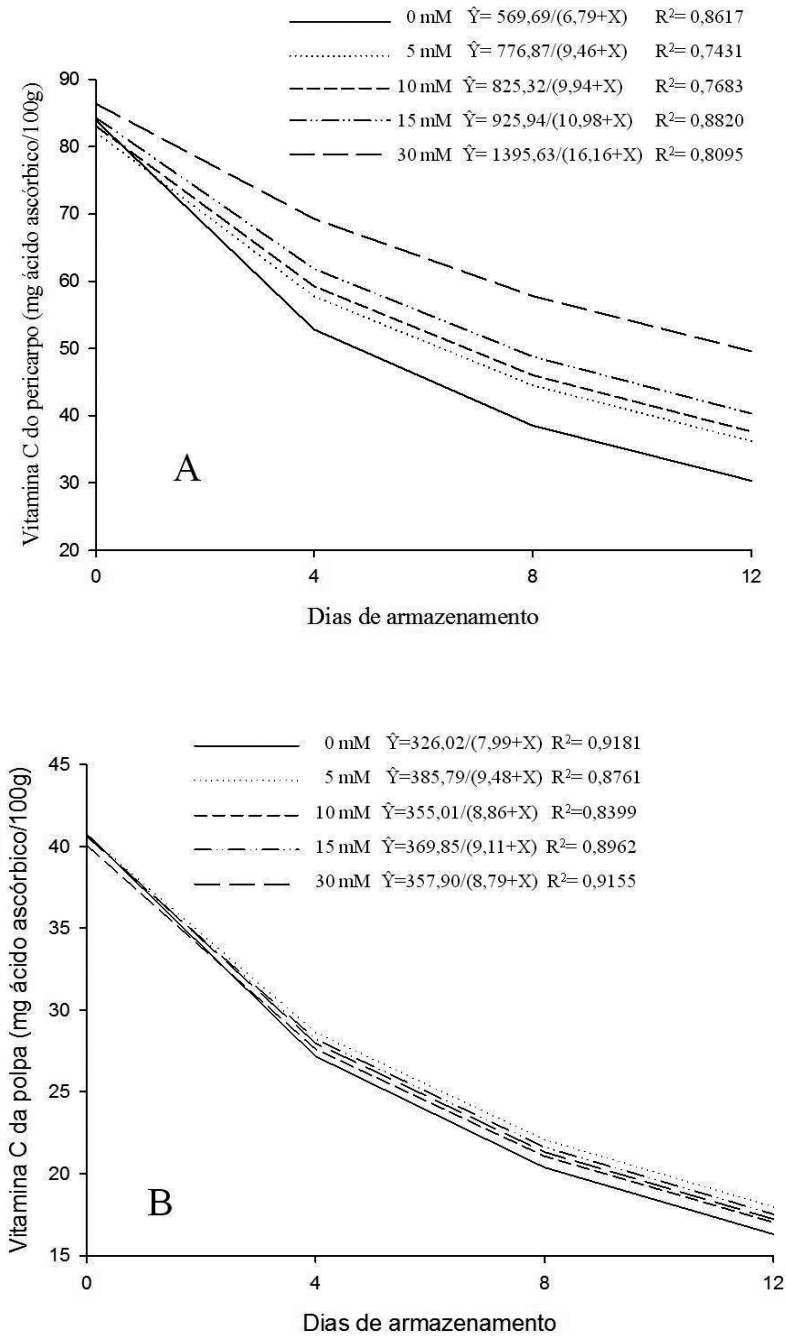 0 mM Ŷ= 569,69/(6,79+X) R²= 0,8617
5 mM Ŷ= 776,87/(9,46+X) R²= 0,7431
10 mM Ŷ= 825,32/(9,94+X) R²= 0,7683
15 mM Ŷ= 925,94/(10,98+X) R²= 0,8820
30 mM Ŷ= 1395,63/(16,16+X) R²= 0,8095
Vitamina C do pericarpo (mg ácido ascórbico/100g)
90
80
70
60
50
40
30
20
A
0 4 8 12
Dias de armazenamento
0 mM Ŷ=326,02/(7,99+X) R²= 0,9181
5 mM Ŷ=385,79/(9,48+X) R²= 0,8761
10 mM Ŷ=355,01/(8,86+X) R²=0,8399
15 mM Ŷ=369,85/(9,11+X) R²= 0,8962
30 mM Ŷ=357,90/(8,79+X) R²= 0,9155
Vitamina C da polpa (mg ácido ascórbico/100g)
45
40
35
30
25
20
15
B
0 4 8 12
Dias de armazenamento